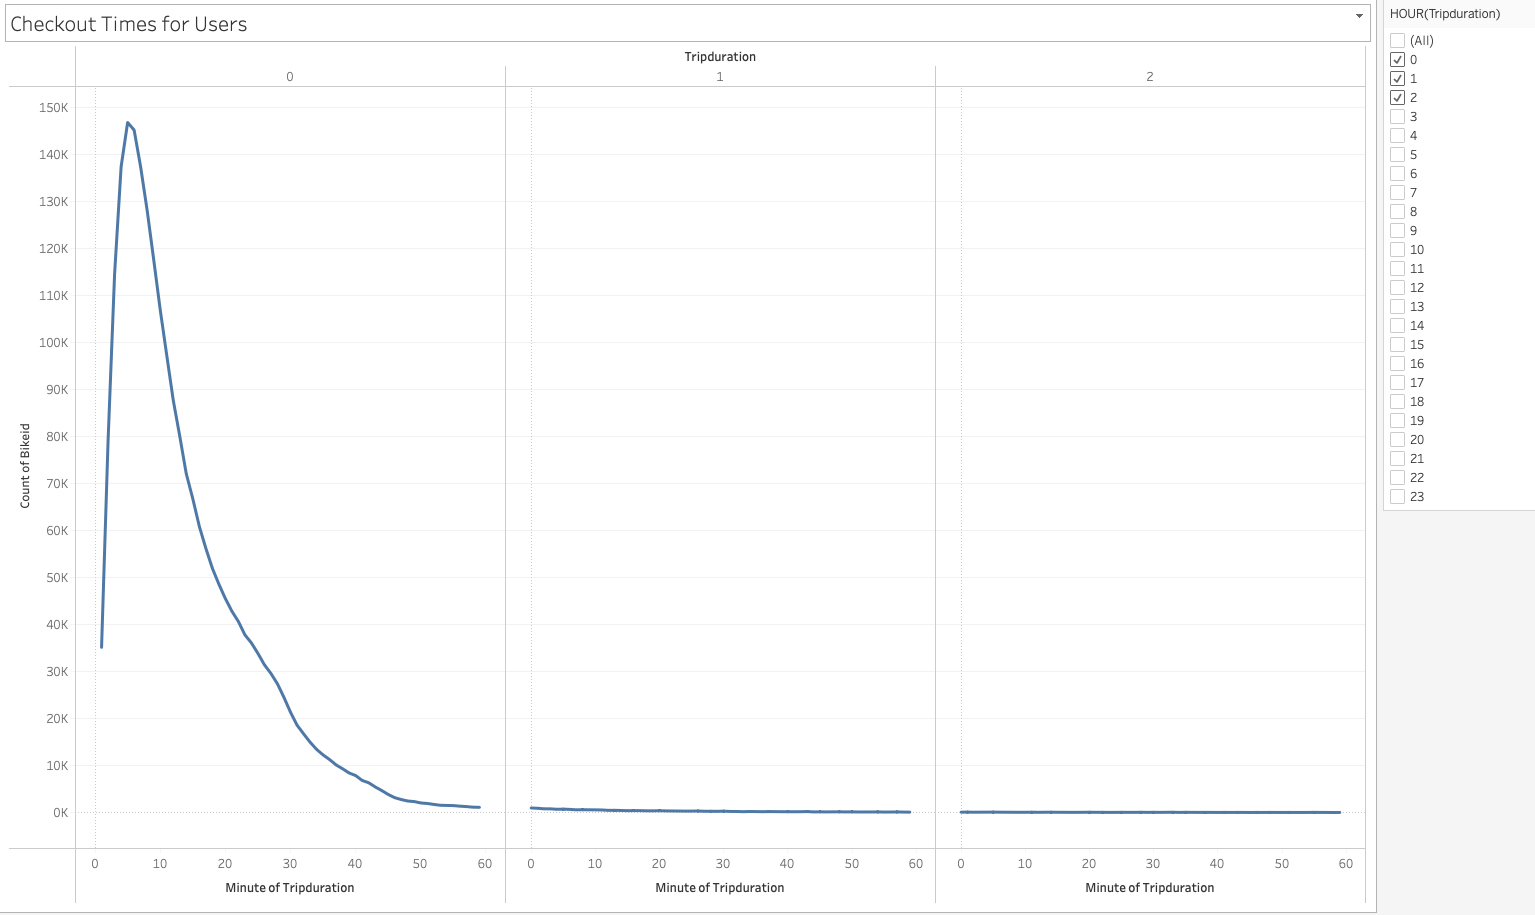 Checkout Times for Users
Tripduration
0 1 2
150K
140K
130K
120K
110K
100K
90K
80K
70K
60K
50K
40K
30K
20K
10K
0K
Count of Bikeid
0 10 20 30 40 50 60 0 10 20 30 40 50 60 0 10 20 30 40 50 60
Minute of Tripduration Minute of Tripduration Minute of Tripduration
HOUR(Tripduration)
(All)
0
1
2
3
4
5
6
7
8
9
10
11
12
13
14
15
16
17
18
19
20
21
22
23